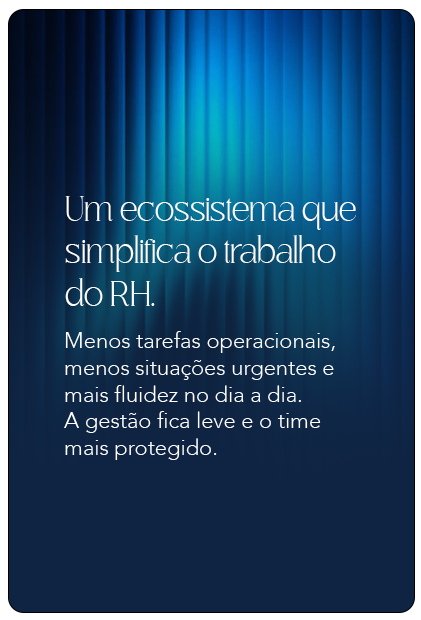 Um ecossistema que
simplifica o trabalho
do RH.
Menos tarefas operacionais,
menos situações urgentes e
mais fluidez no dia a dia.
A gestão fica leve e o time
mais protegido.